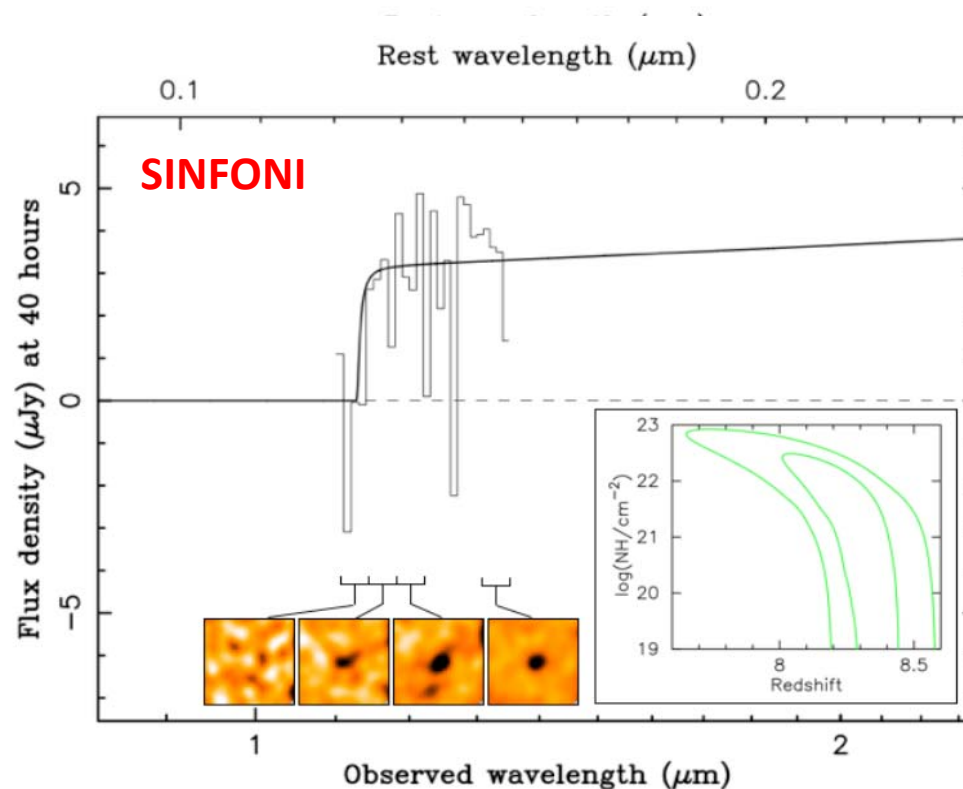 Rest wavelength (μm)
0.1
0.2
SINFONI
Flux density (μJy) at 40 hours
5
0
−5
log(NH/cm⁻²)
23
22
21
20
19
8
8.5
Redshift
1
2
Observed wavelength (μm)